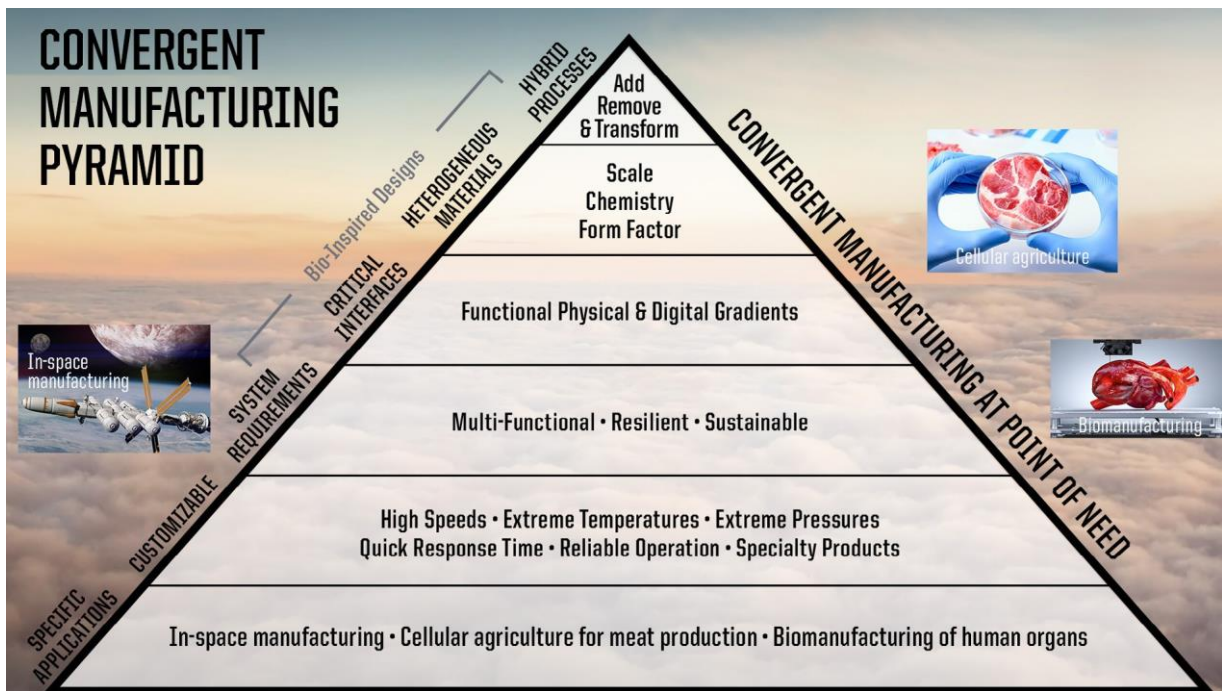 CONVERGENT
MANUFACTURING
PYRAMID
HYBRID
PROCESSES
Add
Remove
& Transform
Bio-Inspired Designs
HETEROGENEOUS
MATERIALS
Scale
Chemistry
Form Factor
CRITICAL
INTERFACES
Functional Physical & Digital Gradients
SYSTEM
REQUIREMENTS
Multi-Functional • Resilient • Sustainable
CUSTOMIZABLE
High Speeds • Extreme Temperatures • Extreme Pressures
Quick Response Time • Reliable Operation • Specialty Products
SPECIFIC
APPLICATIONS
In-space manufacturing • Cellular agriculture for meat production • Biomanufacturing of human organs
CONVERGENT MANUFACTURING AT POINT OF NEED
In-space
manufacturing
Cellular agriculture
Biomanufacturing